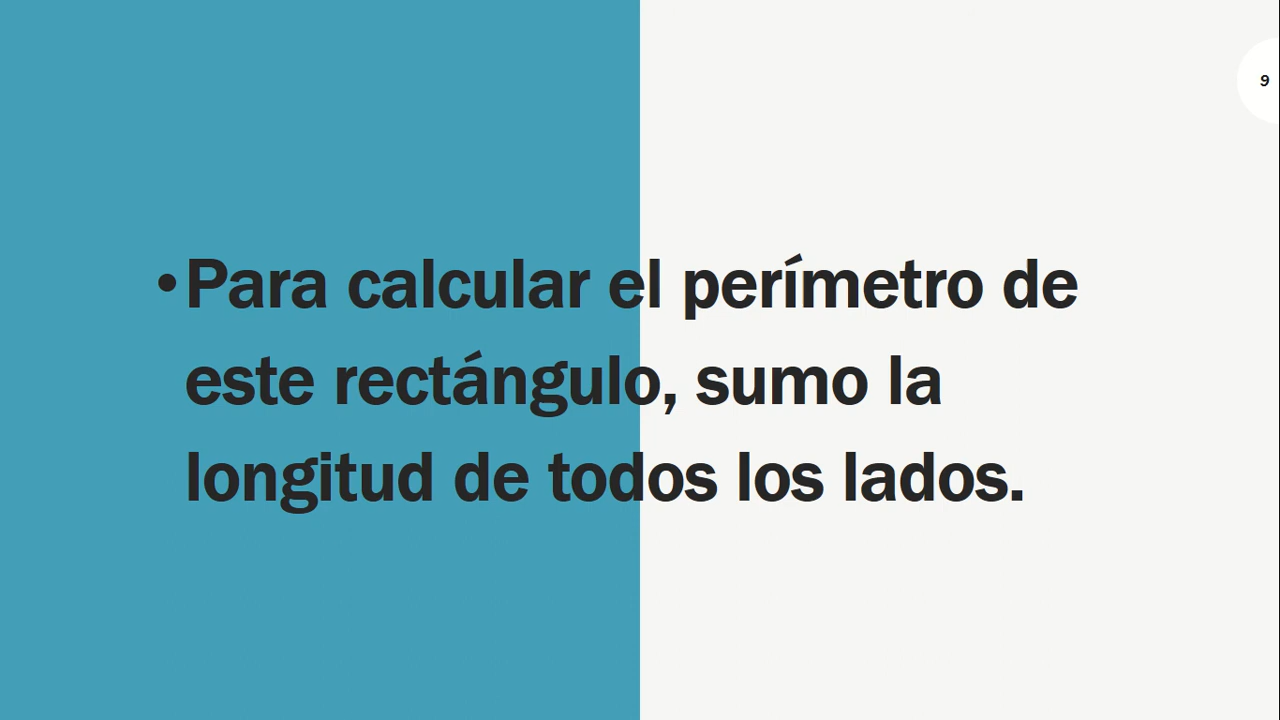 9
•Para calcular el perímetro de
este rectángulo, sumo la
longitud de todos los lados.